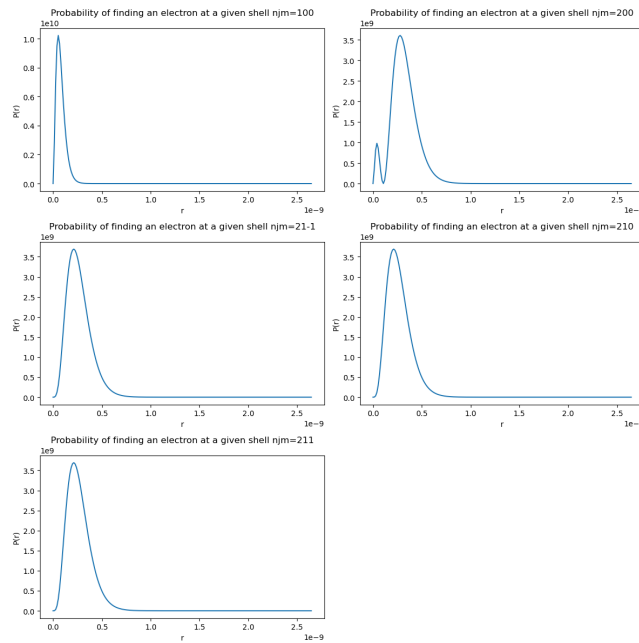 Probability of finding an electron at a given shell njm=100
1e10
P(r)
1.0
0.8
0.6
0.4
0.2
0.0
0.0 0.5 1.0 1.5 2.0 2.5
r
1e−9
Probability of finding an electron at a given shell njm=200
1e9
P(r)
3.5
3.0
2.5
2.0
1.5
1.0
0.5
0.0
0.0 0.5 1.0 1.5 2.0 2.5
r
1e−9
Probability of finding an electron at a given shell njm=21-1
1e9
P(r)
3.5
3.0
2.5
2.0
1.5
1.0
0.5
0.0
0.0 0.5 1.0 1.5 2.0 2.5
r
1e−9
Probability of finding an electron at a given shell njm=210
1e9
P(r)
3.5
3.0
2.5
2.0
1.5
1.0
0.5
0.0
0.0 0.5 1.0 1.5 2.0 2.5
r
1e−9
Probability of finding an electron at a given shell njm=211
1e9
P(r)
3.5
3.0
2.5
2.0
1.5
1.0
0.5
0.0
0.0 0.5 1.0 1.5 2.0 2.5
r
1e−9